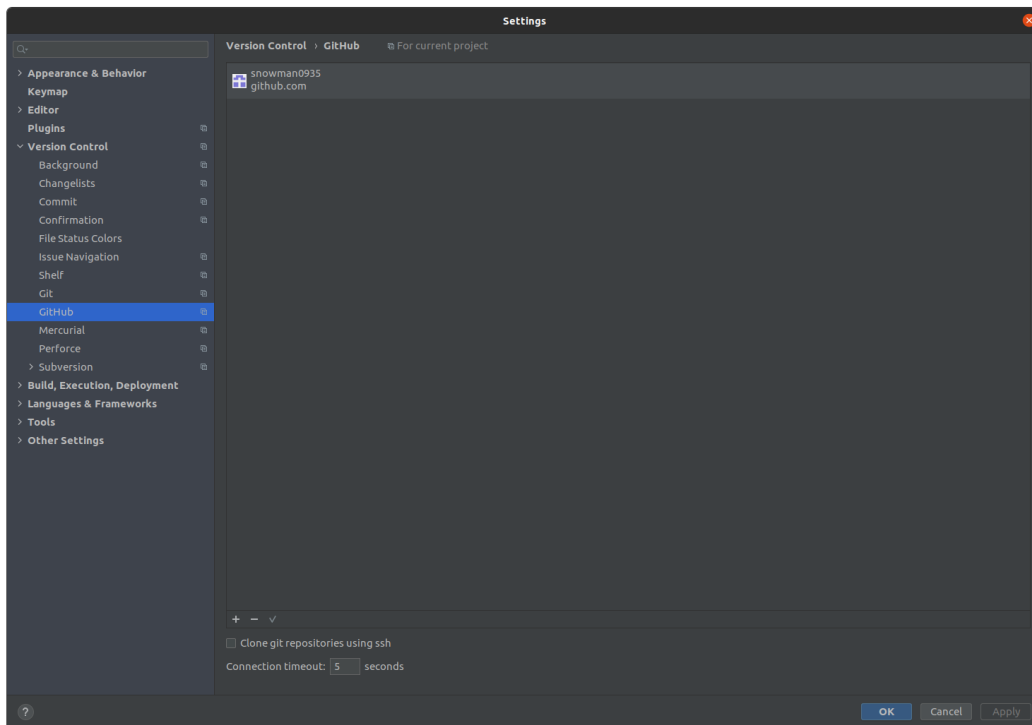 Settings
Version Control › GitHub For current project
Appearance & Behavior
Keymap
Editor
Plugins
Version Control
Background
Changelists
Commit
Confirmation
File Status Colors
Issue Navigation
Shelf
Git
GitHub
Mercurial
Perforce
Subversion
Build, Execution, Deployment
Languages & Frameworks
Tools
Other Settings
snowman0935
github.com
Clone git repositories using ssh
Connection timeout: 5 seconds
?
OK Cancel Apply